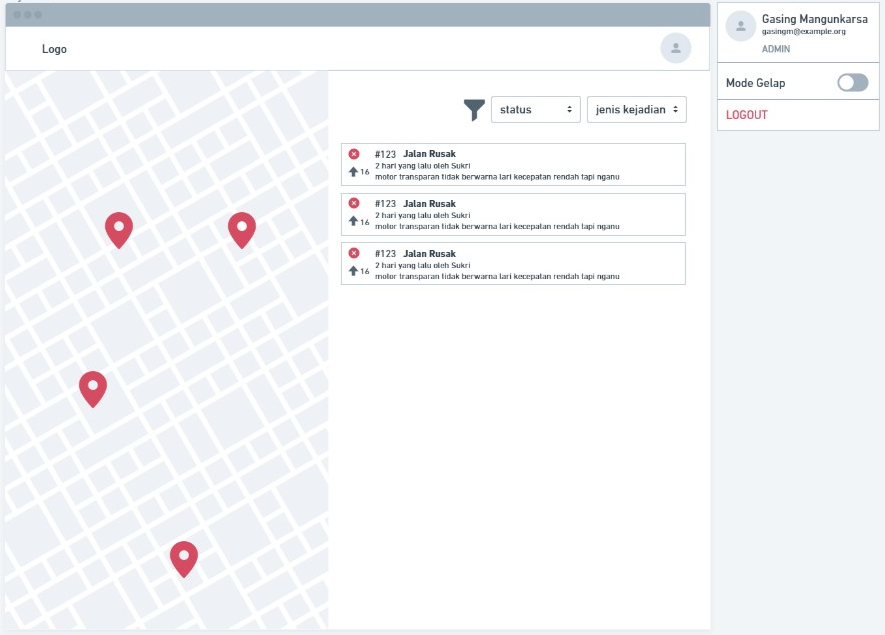 Logo
status
jenis kejadian
#123 Jalan Rusak
2 hari yang lalu oleh Sukri
16
motor transparan tidak berwarna lari kecepatan rendah tapi nganu
#123 Jalan Rusak
2 hari yang lalu oleh Sukri
16
motor transparan tidak berwarna lari kecepatan rendah tapi nganu
#123 Jalan Rusak
2 hari yang lalu oleh Sukri
16
motor transparan tidak berwarna lari kecepatan rendah tapi nganu
Gasing Mangunkarsa
gasingm@example.org
ADMIN
Mode Gelap
LOGOUT